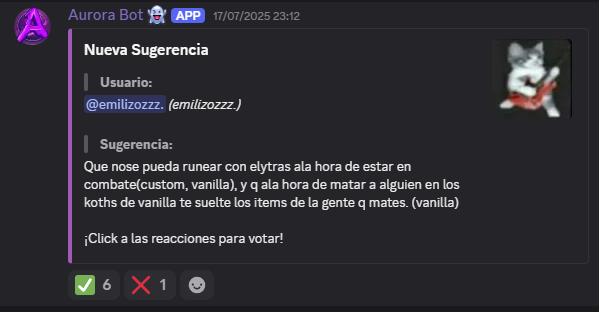 Aurora Bot 👻 APP 17/07/2025 23:12
Nueva Sugerencia
Usuario:
@emilizozzz. (emilizozzz.)
Sugerencia:
Que nose pueda runear con elytras ala hora de estar en
combate(custom, vanilla), y q ala hora de matar a alguien en los
koths de vanilla te suelte los items de la gente q mates. (vanilla)
¡Click a las reacciones para votar!
✅ 6 ❌ 1